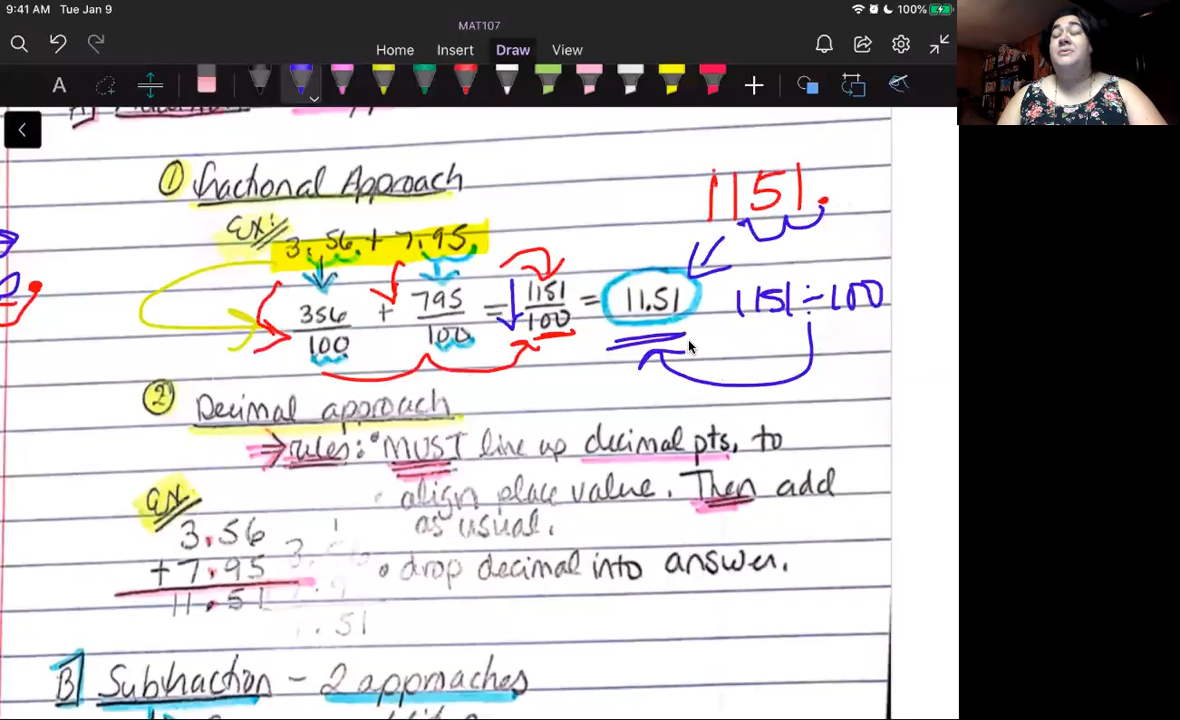 9:41 AM Tue Jan 9
100%
MAT107
Home Insert Draw View
A
① fractional Approach
1151.
Ex:
3.56 + 7.95
356/100 + 795/100 = 1151/100 = 11.51
1151÷100
② Decimal approach
⇒ rules: • MUST line up decimal pts. to
• align place value. Then add
as usual.
Ex
3.56
+7.95
• drop decimal into answer.
11.51
.51
B Subtraction - 2 approaches